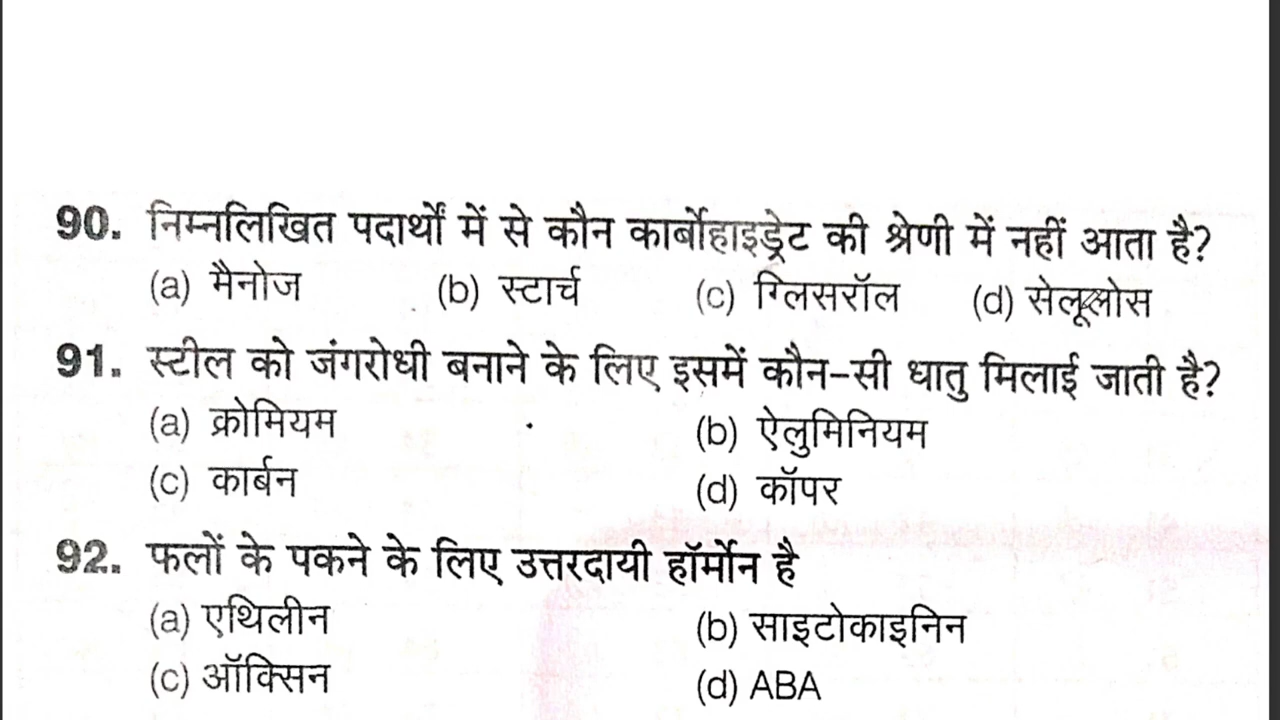 90. निम्नलिखित पदार्थों में से कौन कार्बोहाइड्रेट की श्रेणी में नहीं आता है?
(a) मैनोज (b) स्टार्च (c) ग्लिसरॉल (d) सेलूलोस
91. स्टील को जंगरोधी बनाने के लिए इसमें कौन-सी धातु मिलाई जाती है?
(a) क्रोमियम (b) ऐलुमिनियम
(c) कार्बन (d) कॉपर
92. फलों के पकने के लिए उत्तरदायी हॉर्मोन है
(a) एथिलीन (b) साइटोकाइनिन
(c) ऑक्सिन (d) ABA